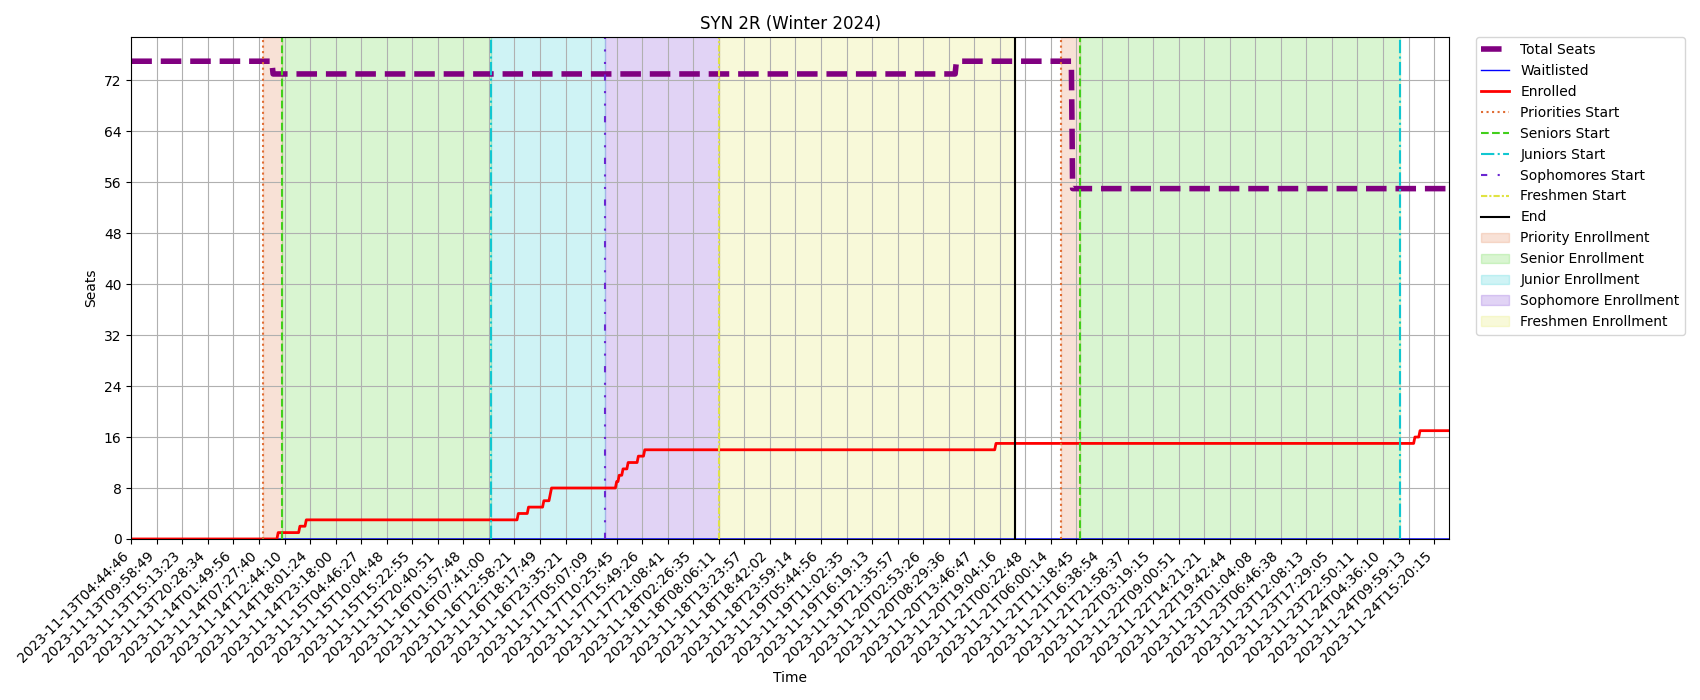 SYN 2R (Winter 2024)
Seats
72
64
56
48
40
32
24
16
8
0
2023-11-13T04:44:46
2023-11-13T09:58:49
2023-11-13T15:13:23
2023-11-13T20:28:34
2023-11-14T01:49:56
2023-11-14T07:27:40
2023-11-14T12:44:10
2023-11-14T18:01:24
2023-11-14T23:18:00
2023-11-15T04:46:27
2023-11-15T10:04:48
2023-11-15T15:22:55
2023-11-15T20:40:51
2023-11-16T01:57:48
2023-11-16T07:41:00
2023-11-16T12:58:21
2023-11-16T18:17:49
2023-11-16T23:35:21
2023-11-17T05:07:09
2023-11-17T10:25:45
2023-11-17T15:49:26
2023-11-17T21:08:41
2023-11-18T02:26:35
2023-11-18T08:06:11
2023-11-18T13:23:57
2023-11-18T18:42:02
2023-11-18T23:59:14
2023-11-19T05:44:56
2023-11-19T11:02:35
2023-11-19T16:19:13
2023-11-19T21:35:57
2023-11-20T02:53:26
2023-11-20T08:29:36
2023-11-20T13:46:47
2023-11-20T19:04:16
2023-11-21T00:22:48
2023-11-21T06:00:14
2023-11-21T11:18:45
2023-11-21T16:38:54
2023-11-21T21:58:37
2023-11-22T03:19:15
2023-11-22T09:00:51
2023-11-22T14:21:21
2023-11-22T19:42:44
2023-11-23T01:04:08
2023-11-23T06:46:38
2023-11-23T12:08:13
2023-11-23T17:29:05
2023-11-23T22:50:11
2023-11-24T04:36:10
2023-11-24T09:59:13
2023-11-24T15:20:15
Time
Total Seats
Waitlisted
Enrolled
Priorities Start
Seniors Start
Juniors Start
Sophomores Start
Freshmen Start
End
Priority Enrollment
Senior Enrollment
Junior Enrollment
Sophomore Enrollment
Freshmen Enrollment